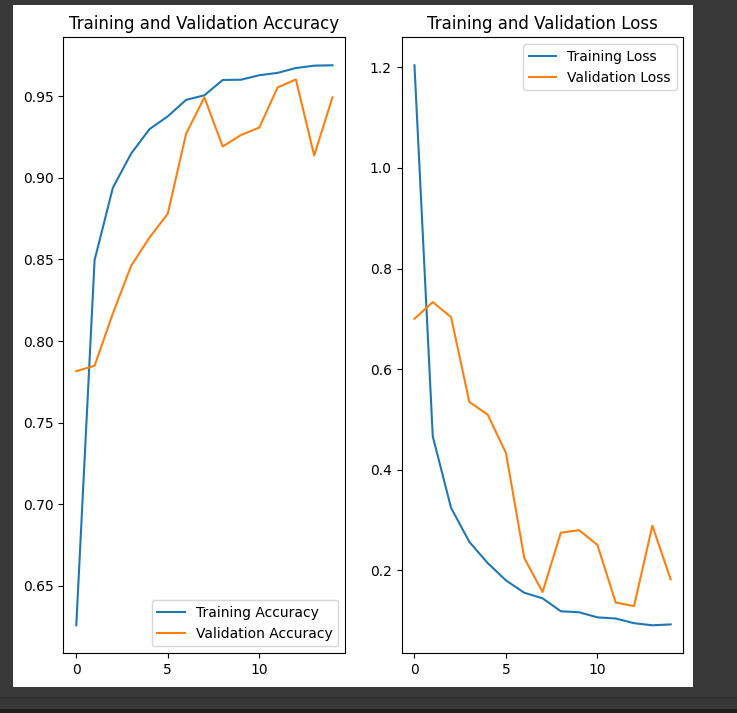 Training and Validation Accuracy
0.95
0.90
0.85
0.80
0.75
0.70
0.65
Training Accuracy
Validation Accuracy
0 5 10
Training and Validation Loss
Training Loss
Validation Loss
1.2
1.0
0.8
0.6
0.4
0.2
0 5 10